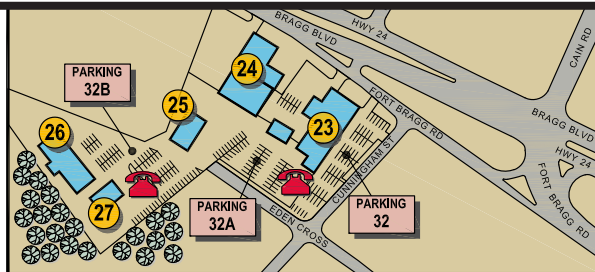 BRAGG BLVD
HWY 24
CAIN RD
24
PARKING
32B
25
FORT BRAGG RD
BRAGG BLVD
23
26
HWY 24
CUNNINGHAM S
FORT BRAGG RD
27
PARKING
32A
PARKING
32
EDEN CROSS